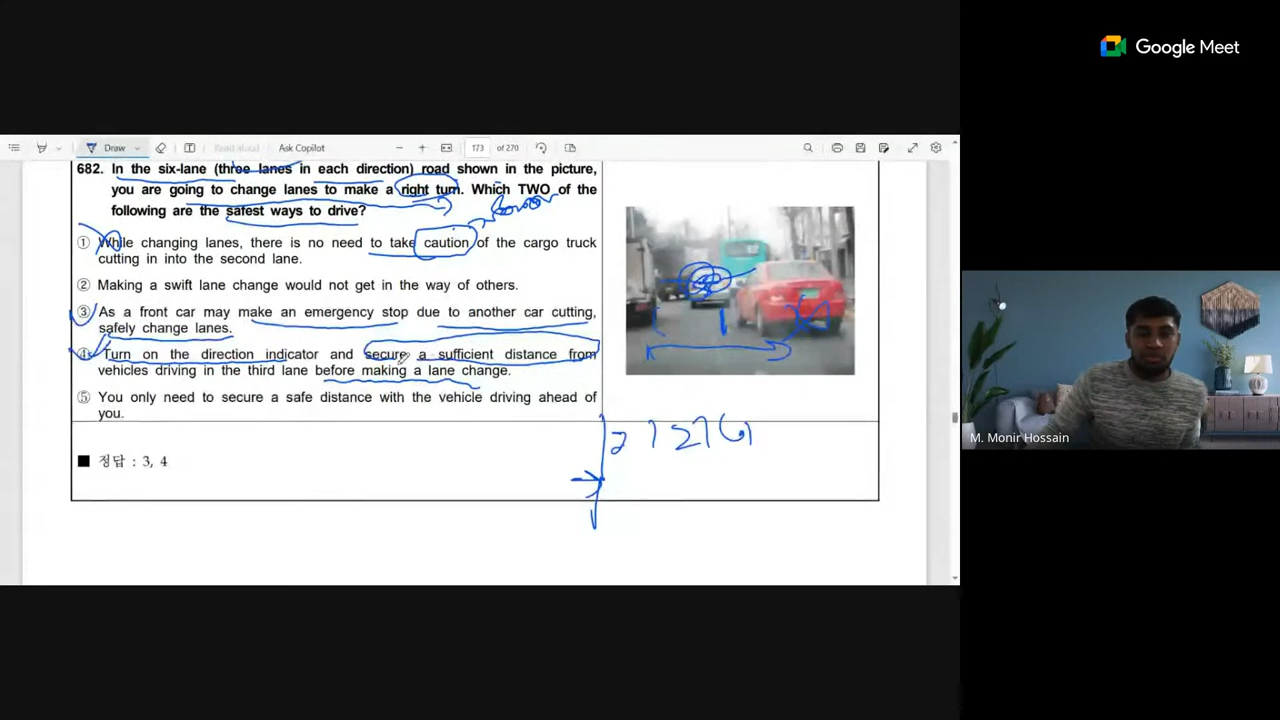 Google Meet
Draw
Read aloud
Ask Copilot
173 of 270
682. In the six-lane (three lanes in each direction) road shown in the picture,
you are going to change lanes to make a right turn. Which TWO of the
following are the safest ways to drive?
① While changing lanes, there is no need to take caution of the cargo truck
cutting in into the second lane.
② Making a swift lane change would not get in the way of others.
③ As a front car may make an emergency stop due to another car cutting,
safely change lanes.
④ Turn on the direction indicator and secure a sufficient distance from
vehicles driving in the third lane before making a lane change.
⑤ You only need to secure a safe distance with the vehicle driving ahead of
you.
■ 정답 : 3, 4
M. Monir Hossain